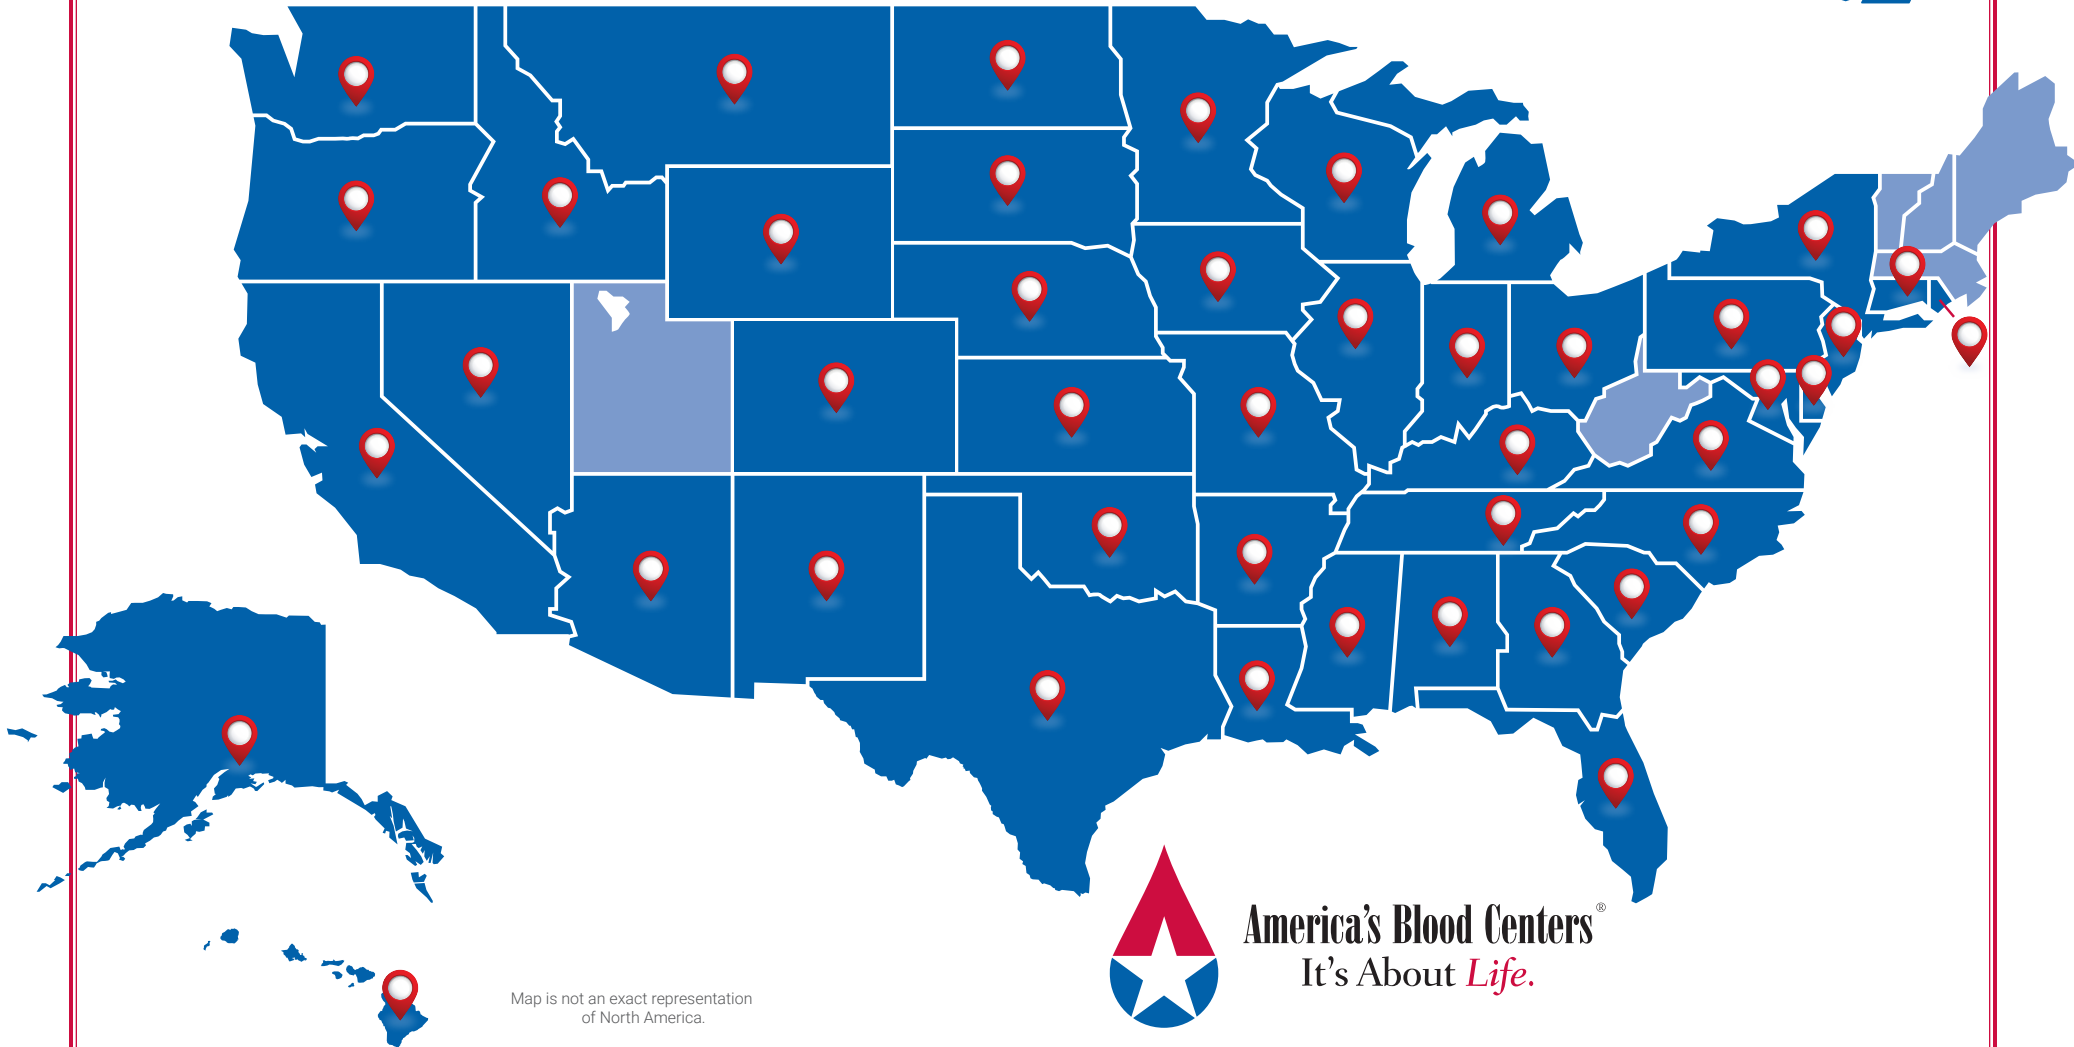 America's Blood Centers®
It's About Life.
Map is not an exact representation
of North America.